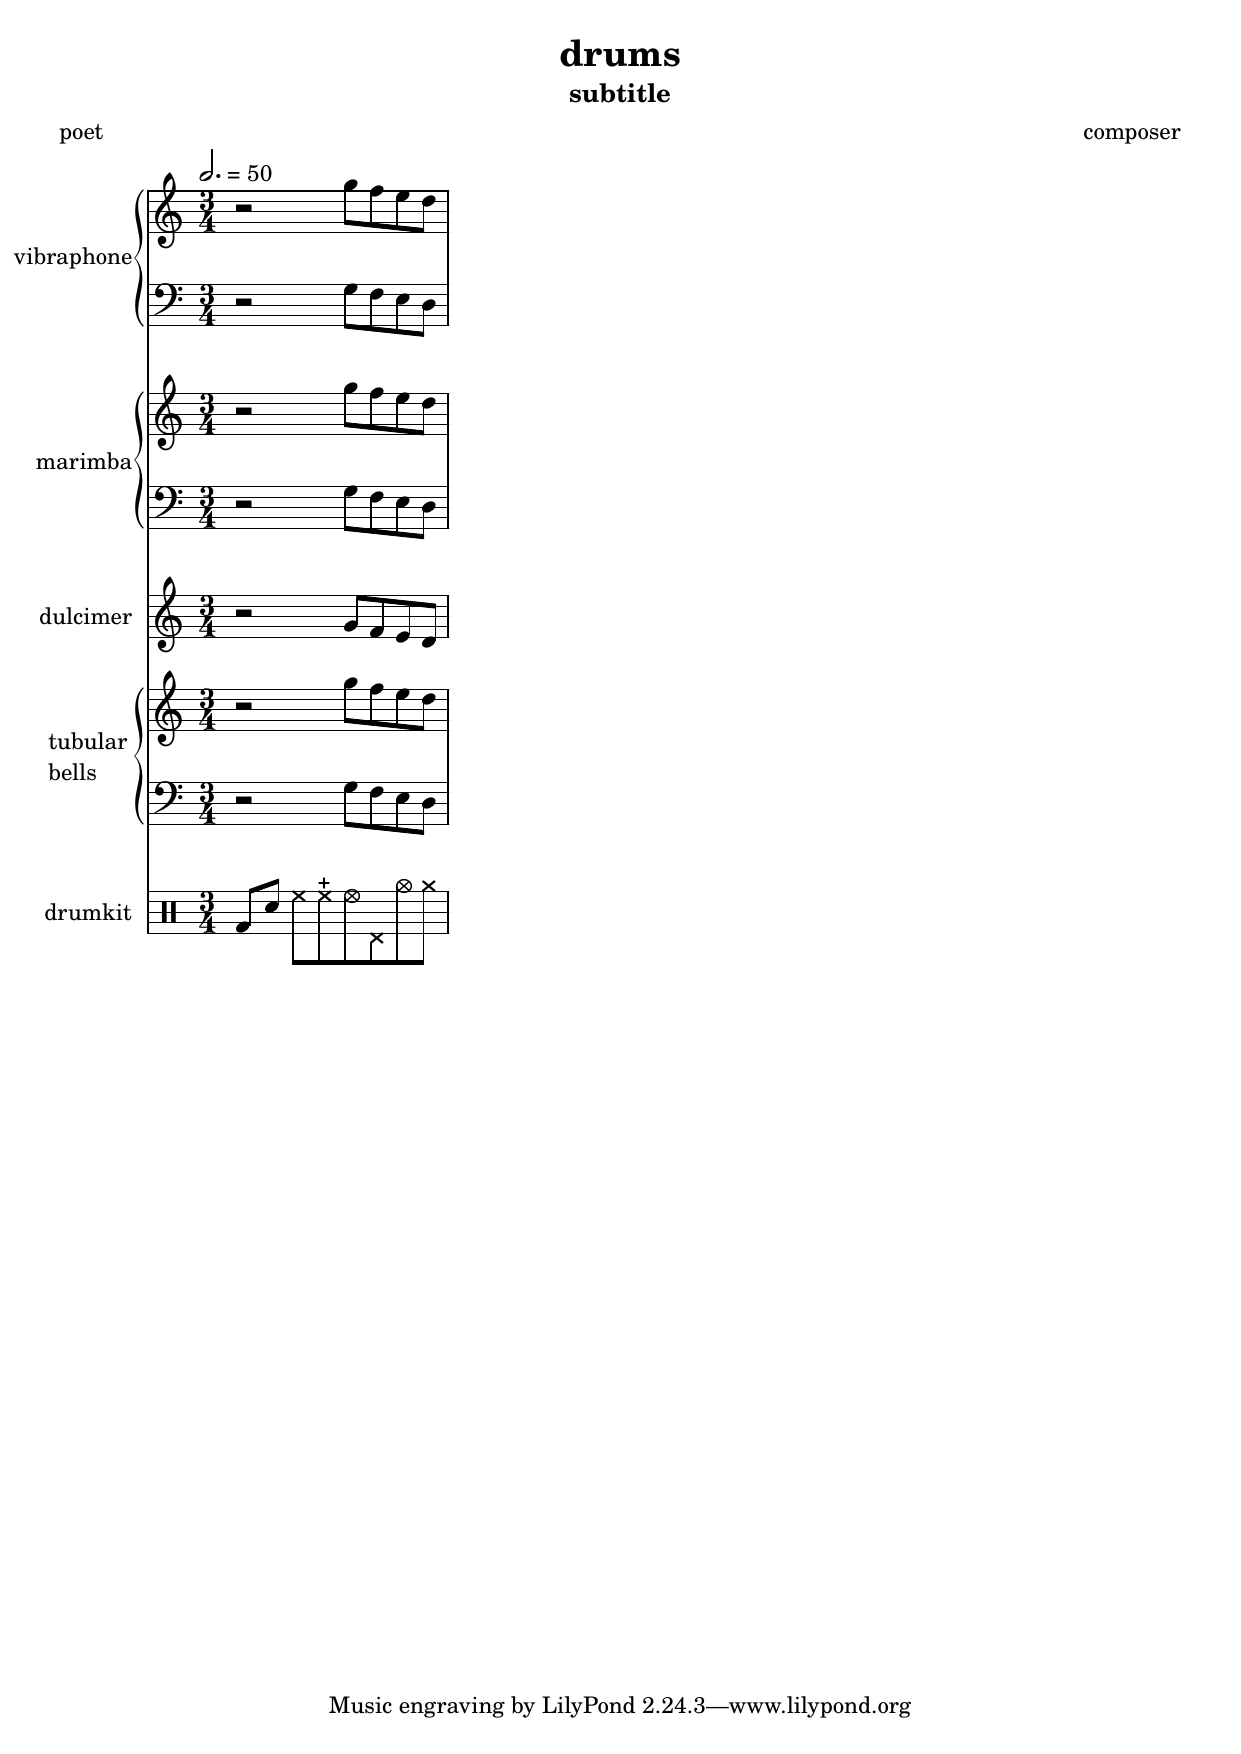 drums
subtitle
poet composer
= 50
vibraphone
marimba
dulcimer
tubular
bells
drumkit
Music engraving by LilyPond 2.24.3—www.lilypond.org